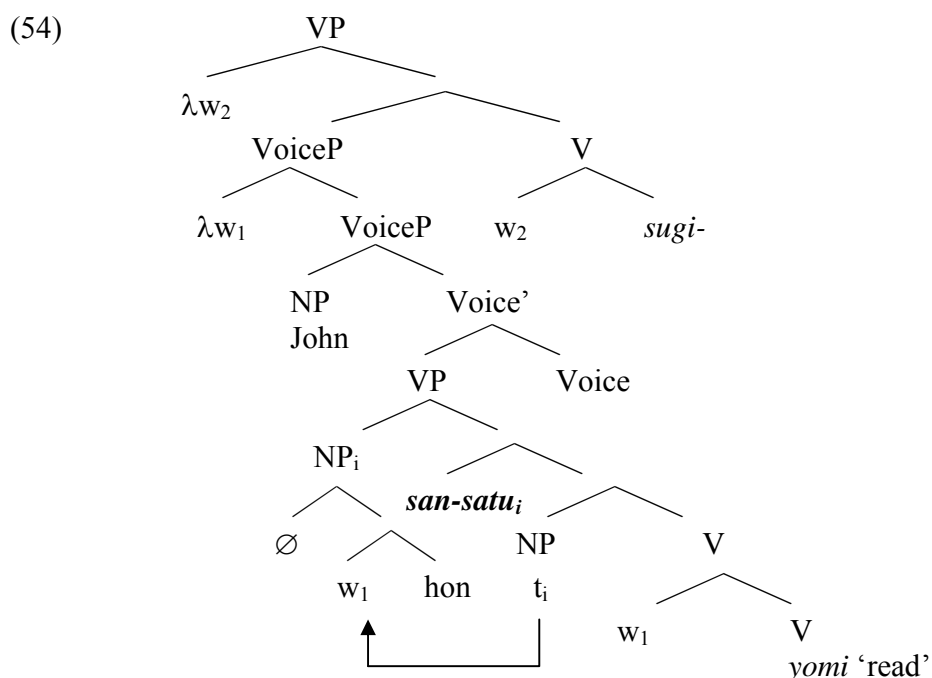 (54) VP
λw₂
VoiceP V
λw₁ VoiceP w₂ sugi-
NP Voice’
John
VP Voice
NPᵢ
san-satuᵢ
∅ NP V
w₁ hon tᵢ
w₁ V
yomi ‘read’